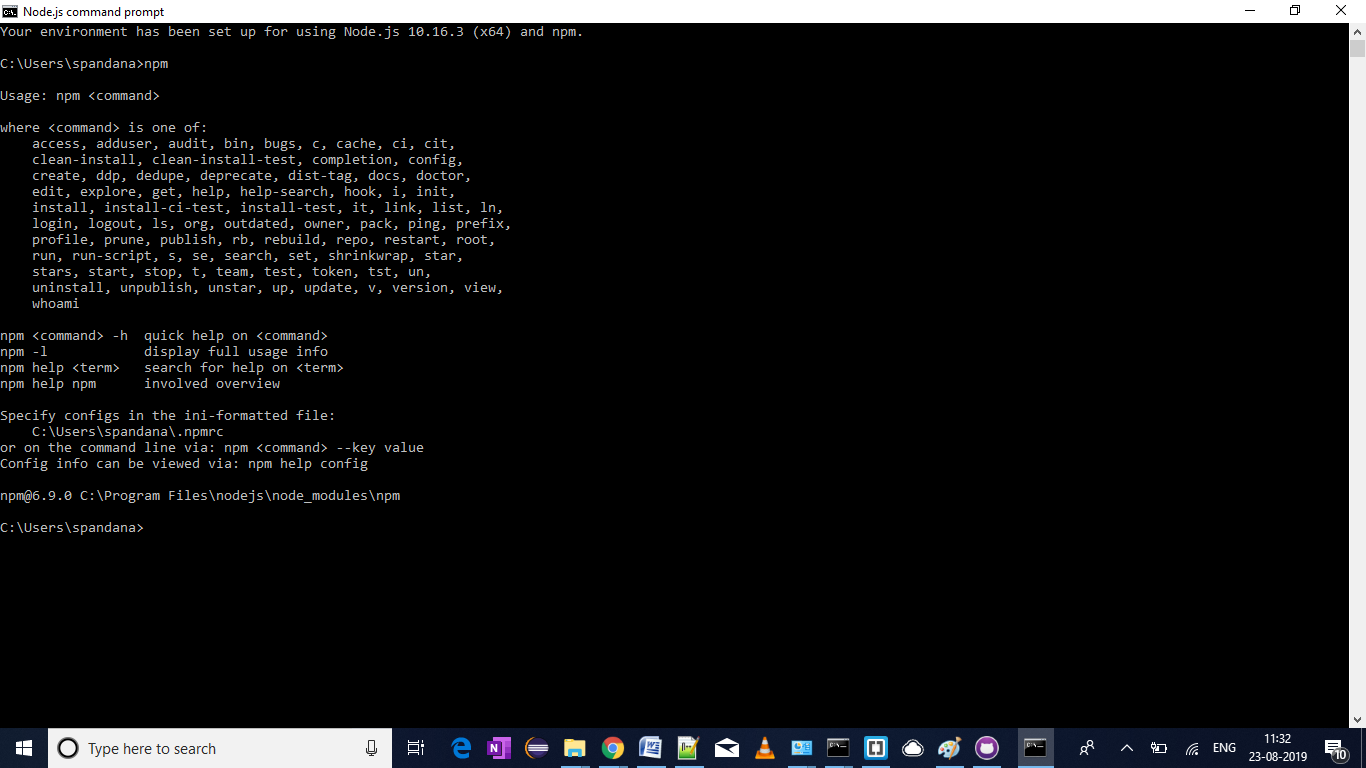 Node.js command prompt
Your environment has been set up for using Node.js 10.16.3 (x64) and npm.
C:\Users\spandana>npm
Usage: npm <command>
where <command> is one of:
    access, adduser, audit, bin, bugs, c, cache, ci, cit,
    clean-install, clean-install-test, completion, config,
    create, ddp, dedupe, deprecate, dist-tag, docs, doctor,
    edit, explore, get, help, help-search, hook, i, init,
    install, install-ci-test, install-test, it, link, list, ln,
    login, logout, ls, org, outdated, owner, pack, ping, prefix,
    profile, prune, publish, rb, rebuild, repo, restart, root,
    run, run-script, s, se, search, set, shrinkwrap, star,
    stars, start, stop, t, team, test, token, tst, un,
    uninstall, unpublish, unstar, up, update, v, version, view,
    whoami
npm <command> -h  quick help on <command>
npm -l            display full usage info
npm help <term>   search for help on <term>
npm help npm      involved overview
Specify configs in the ini-formatted file:
    C:\Users\spandana\.npmrc
or on the command line via: npm <command> --key value
Config info can be viewed via: npm help config
npm@6.9.0 C:\Program Files\nodejs\node_modules\npm
C:\Users\spandana>
Type here to search
ENG
11:32
23-08-2019
10